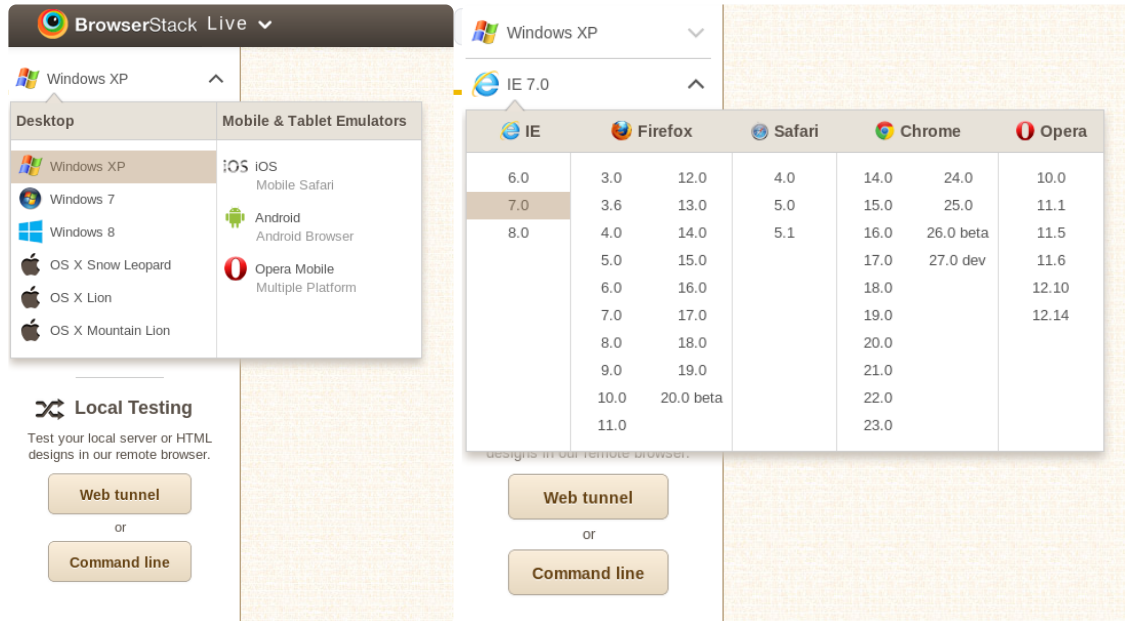 BrowserStack Live
Windows XP
Desktop
Mobile & Tablet Emulators
Windows XP
Windows 7
Windows 8
OS X Snow Leopard
OS X Lion
OS X Mountain Lion
iOS iOS
Mobile Safari
Android
Android Browser
Opera Mobile
Multiple Platform
Local Testing
Test your local server or HTML
designs in our remote browser.
Web tunnel
or
Command line
Windows XP
IE 7.0
IE
6.0
7.0
8.0
Firefox
3.0 12.0
3.6 13.0
4.0 14.0
5.0 15.0
6.0 16.0
7.0 17.0
8.0 18.0
9.0 19.0
10.0 20.0 beta
11.0
Safari
4.0
5.0
5.1
Chrome
14.0 24.0
15.0 25.0
16.0 26.0 beta
17.0 27.0 dev
18.0
19.0
20.0
21.0
22.0
23.0
Opera
10.0
11.1
11.5
11.6
12.10
12.14
designs in our remote browser.
Web tunnel
or
Command line